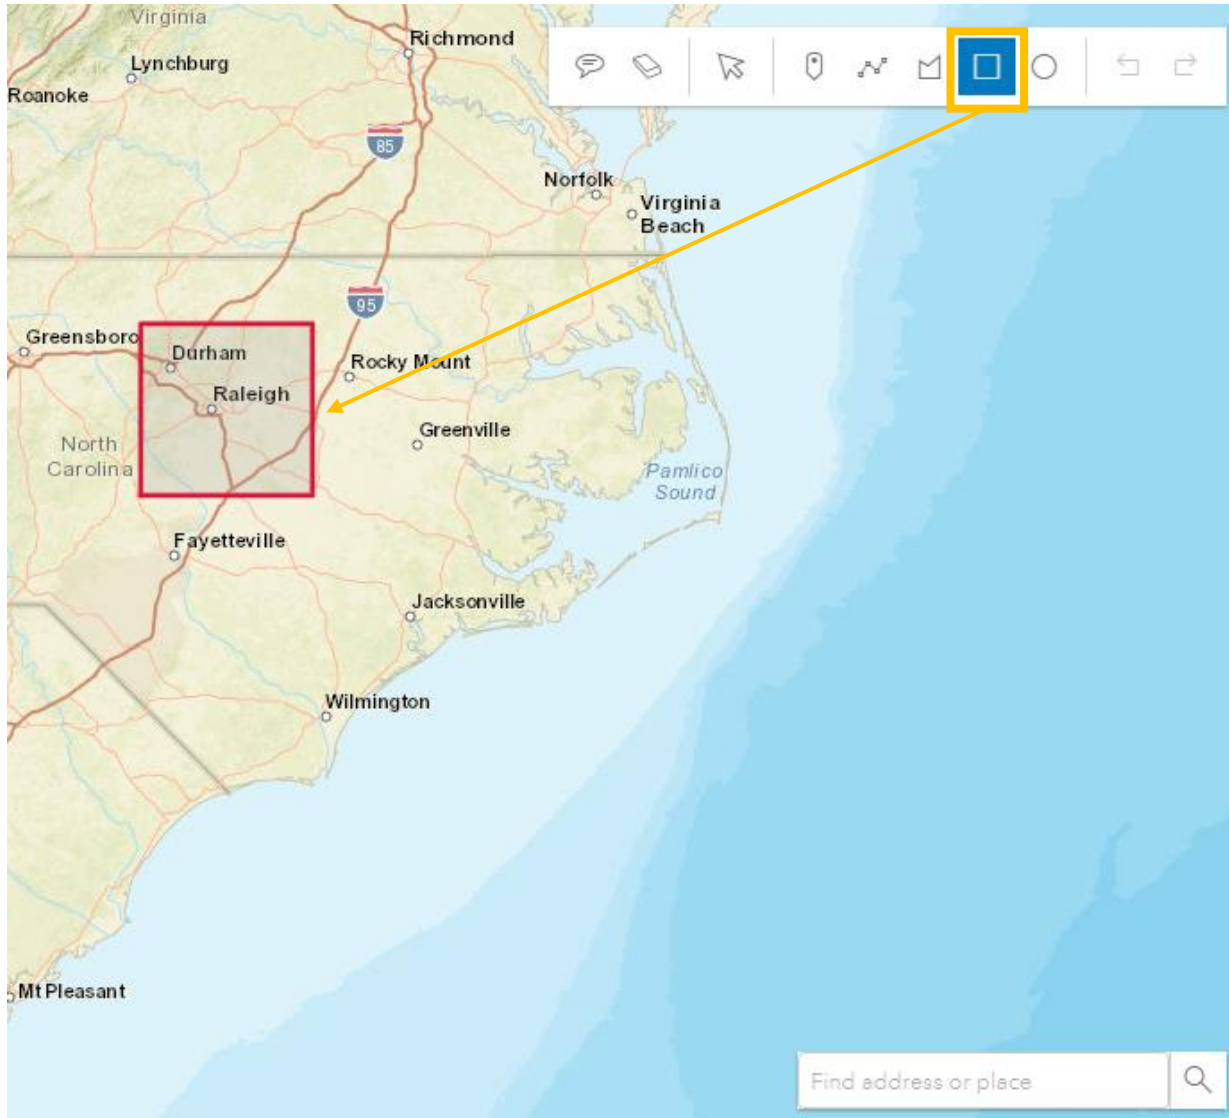 Virginia
Richmond
Lynchburg
Roanoke
85
Norfolk
Virginia
Beach
95
Greensboro
Durham
Rocky Mount
Raleigh
Greenville
North
Carolina
Pamlico
Sound
Fayetteville
Jacksonville
Wilmington
Mt Pleasant
Find address or place